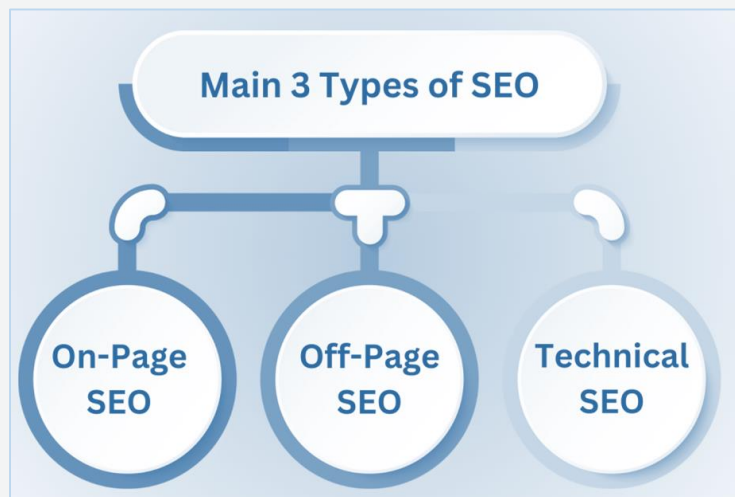 Main 3 Types of SEO
On-Page
SEO
Off-Page
SEO
Technical
SEO